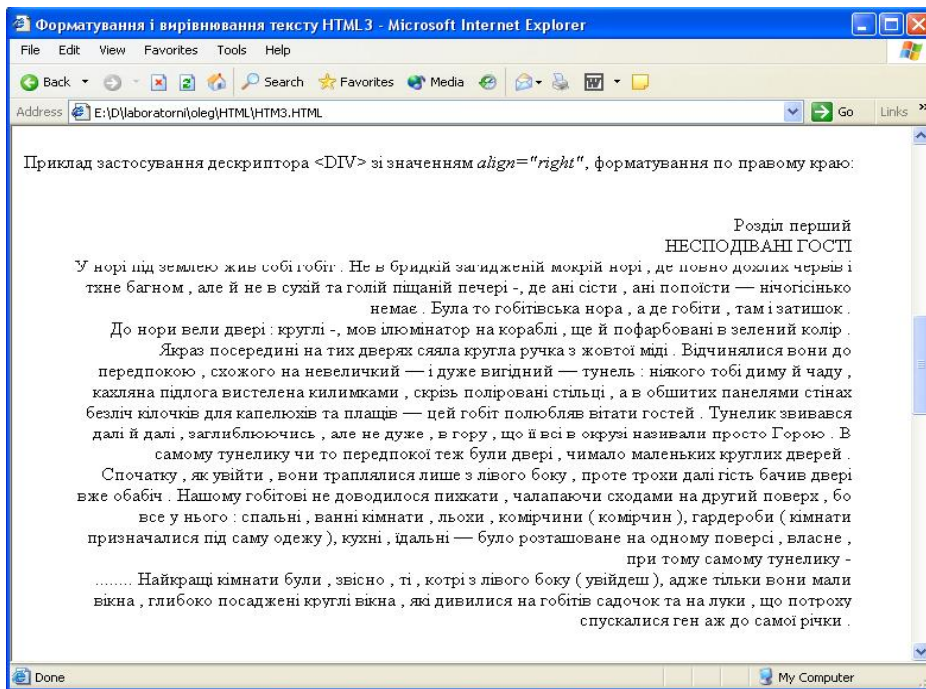 Форматування і вирівнювання тексту HTML3 - Microsoft Internet Explorer
File Edit View Favorites Tools Help
Back Search Favorites Media
Address E:\D\laboratorni\oleg\HTML\HTM3.HTML Go Links »
Приклад застосування дескриптора <DIV> зі значенням align="right", форматування по правому краю:
Розділ перший
НЕСПОДІВАНІ ГОСТІ
У норі під землею жив собі гобіт . Не в бридкій загидженій мокрій норі , де повно дохлих червів і
тхне багном , але й не в сухій та голій піщаній печері -, де ані сісти , ані попоїсти — нічогісінько
немає . Була то гобітівська нора , а де гобіти , там і затишок .
До нори вели двері : круглі -, мов ілюмінатор на кораблі , ще й пофарбовані в зелений колір .
Якраз посередині на тих дверях сяяла кругла ручка з жовтої міді . Відчинялися вони до
передпокою , схожого на невеличкий — і дуже вигідний — тунель : ніякого тобі диму й чаду ,
кахляна підлога вистелена килимками , скрізь поліровані стільці , а в обшитих панелями стінах
безліч кілочків для капелюхів та плащів — цей гобіт полюбляв вітати гостей . Тунелик звивався
далі й далі , заглиблюючись , але не дуже , в гору , що її всі в окрузі називали просто Горою . В
самому тунелику чи то передпокої теж були двері , чимало маленьких круглих дверей .
Спочатку , як увійти , вони траплялися лише з лівого боку , проте трохи далі гість бачив двері
вже обабіч . Нашому гобітові не доводилося пихкати , чалапаючи сходами на другий поверх , бо
все у нього : спальні , ванні кімнати , льохи , комірчини ( комірчин ), гардероби ( кімнати
призначалися під саму одежу ), кухні , їдальні — було розташоване на одному поверсі , власне ,
при тому самому тунелику -
........ Найкращі кімнати були , звісно , ті , котрі з лівого боку ( увійдеш ), адже тільки вони мали
вікна , глибоко посаджені круглі вікна , які дивилися на гобітів садочок та на луки , що потроху
спускалися ген аж до самої річки .
Done My Computer